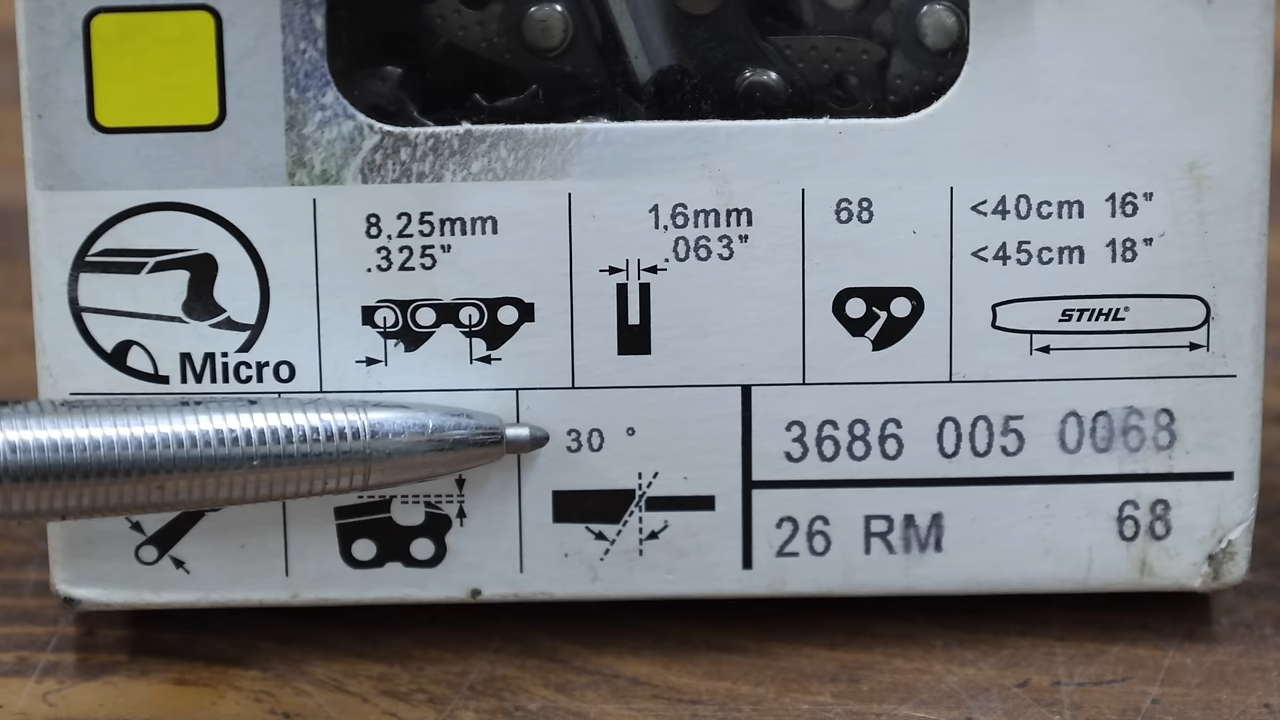 8,25mm
.325"
1,6mm
.063"
68
<40cm 16"
<45cm 18"
STIHL®
Micro
30 °
3686 005 0068
26 RM 68